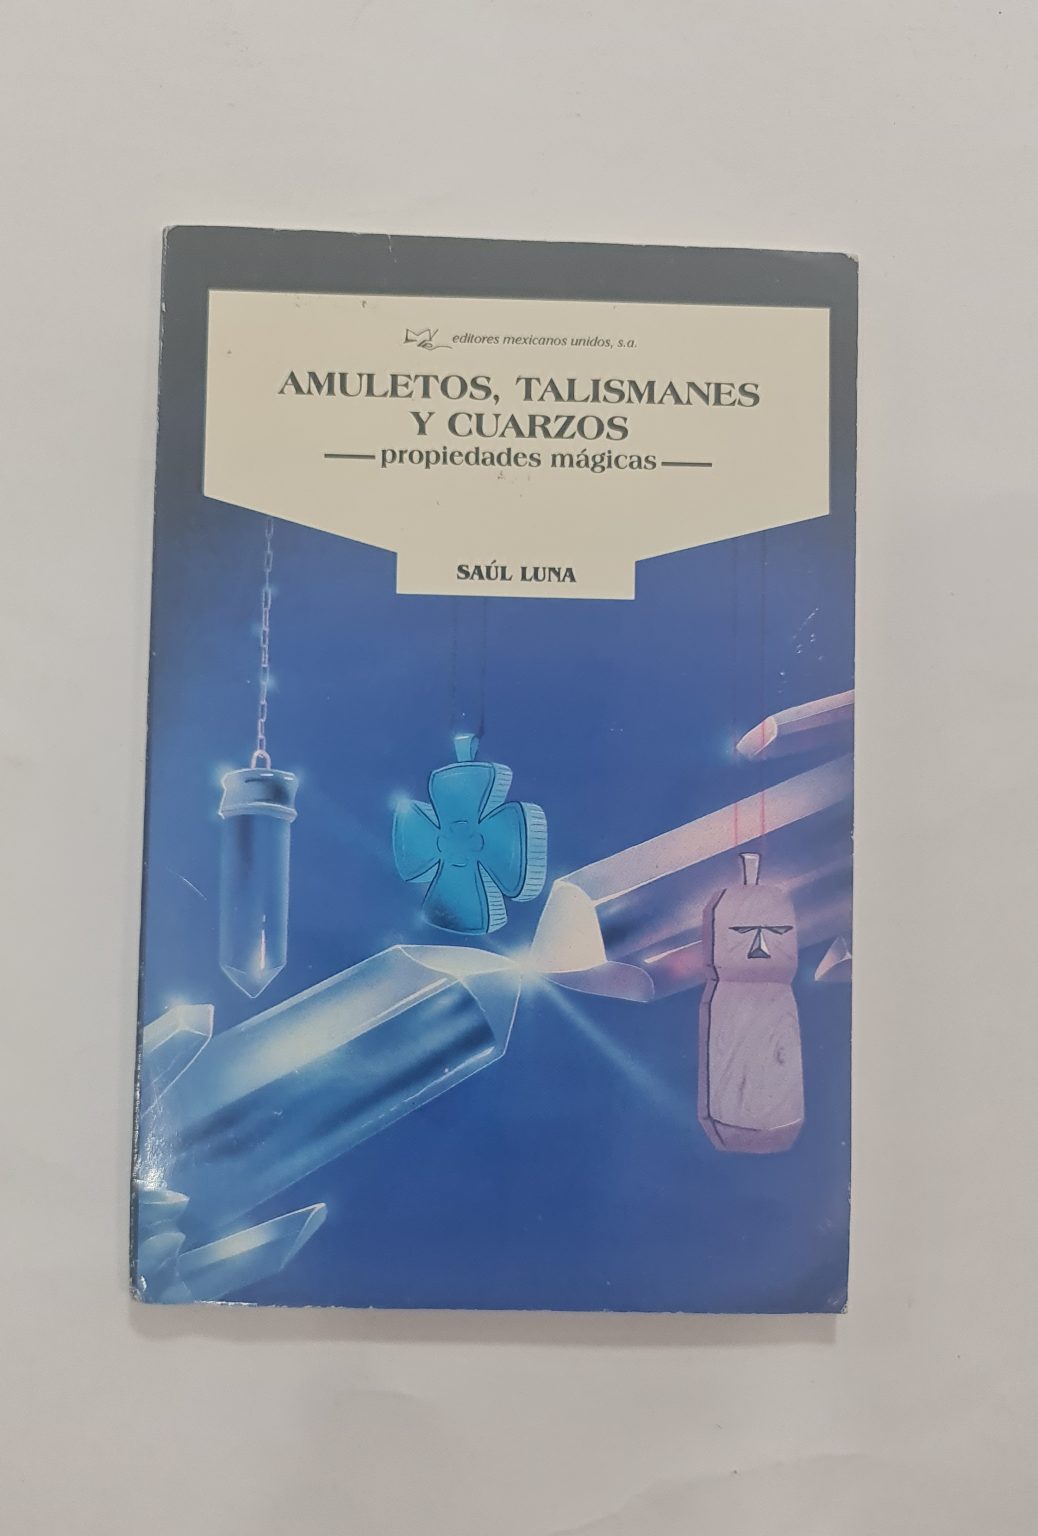 editores mexicanos unidos, s.a.
AMULETOS, TALISMANES
Y CUARZOS
propiedades mágicas
SAÚL LUNA